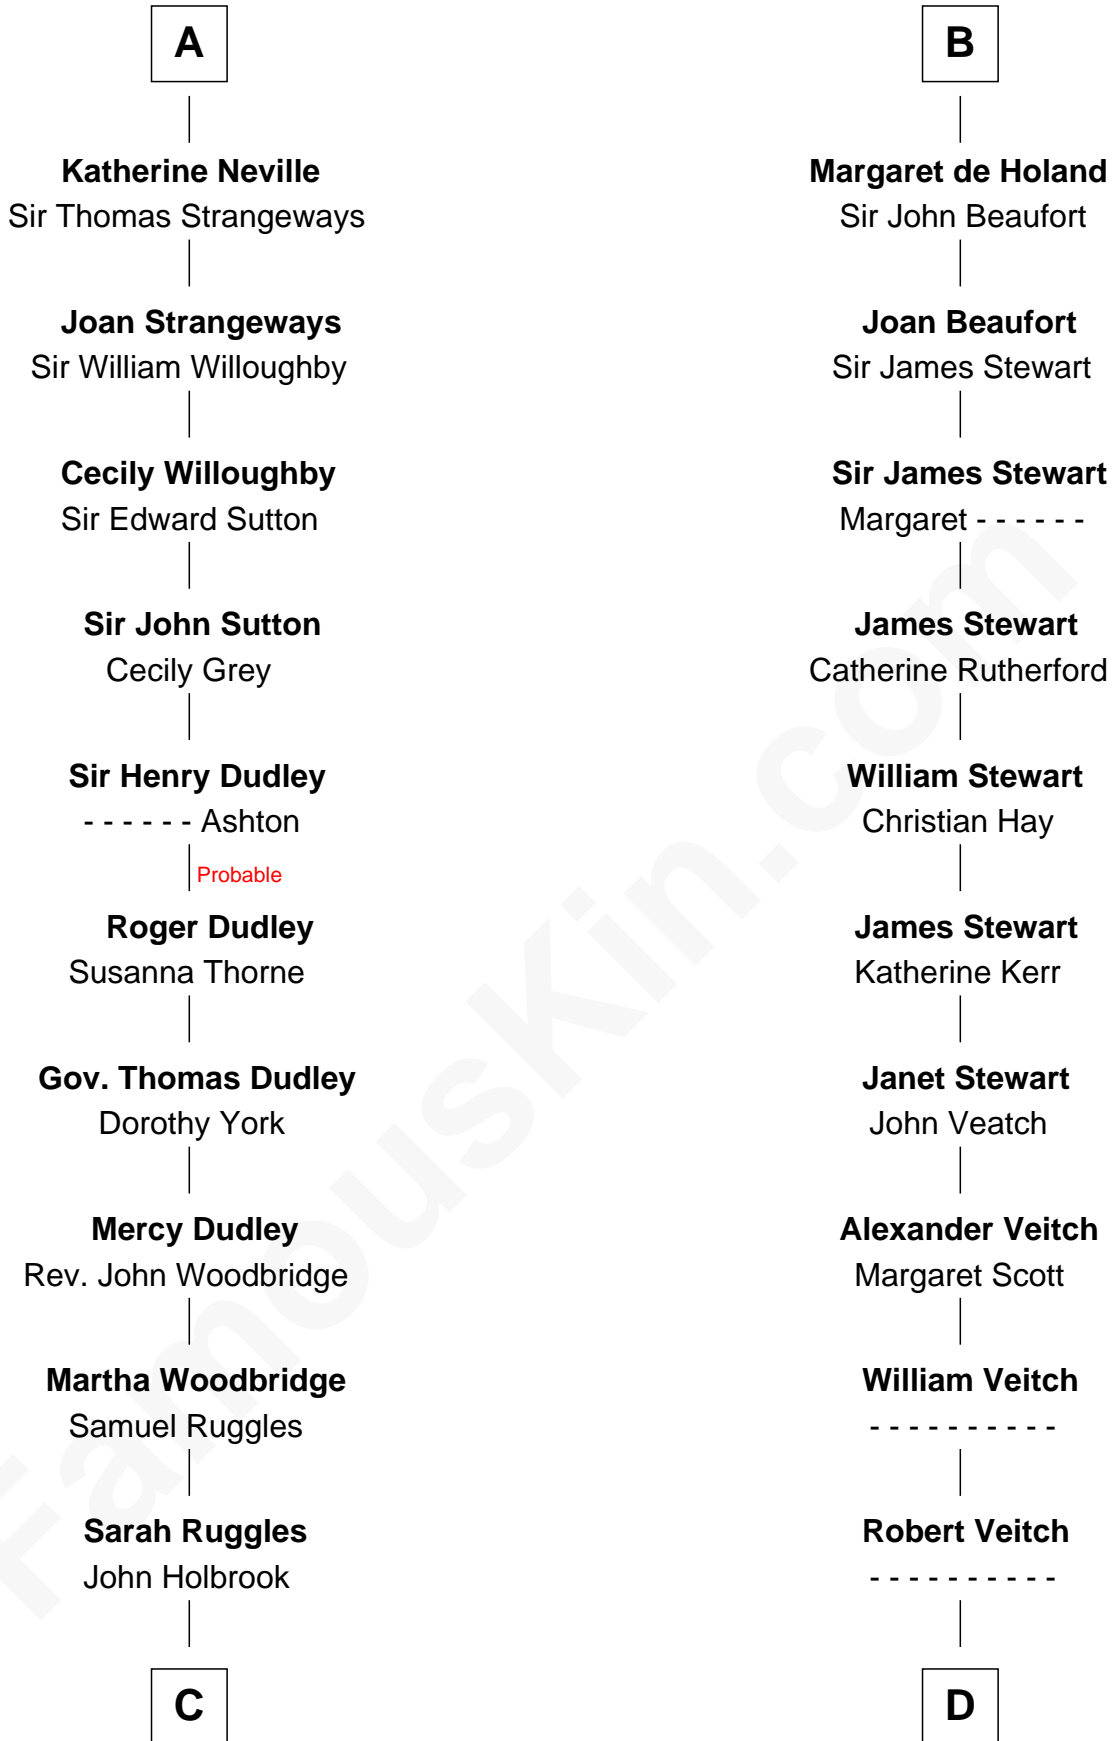 A
Katherine Neville
Sir Thomas Strangeways
Joan Strangeways
Sir William Willoughby
Cecily Willoughby
Sir Edward Sutton
Sir John Sutton
Cecily Grey
Sir Henry Dudley
- - - - - - Ashton
Probable
Roger Dudley
Susanna Thorne
Gov. Thomas Dudley
Dorothy York
Mercy Dudley
Rev. John Woodbridge
Martha Woodbridge
Samuel Ruggles
Sarah Ruggles
John Holbrook
C
B
Margaret de Holand
Sir John Beaufort
Joan Beaufort
Sir James Stewart
Sir James Stewart
Margaret - - - - - -
James Stewart
Catherine Rutherford
William Stewart
Christian Hay
James Stewart
Katherine Kerr
Janet Stewart
John Veatch
Alexander Veitch
Margaret Scott
William Veitch
- - - - - - - - - -
Robert Veitch
- - - - - - - - - -
D
FamousKin.com